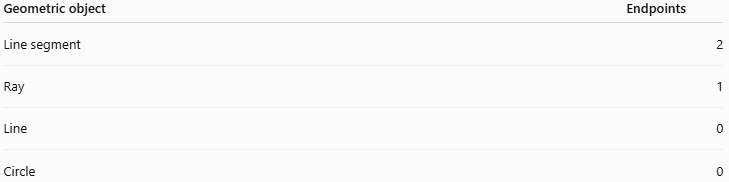 Geometric object Endpoints
Line segment 2
Ray 1
Line 0
Circle 0